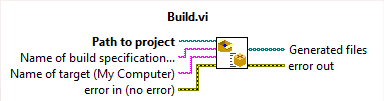 Build.vi
Path to project
Name of build specification...
Name of target (My Computer)
error in (no error)
Generated files
error out